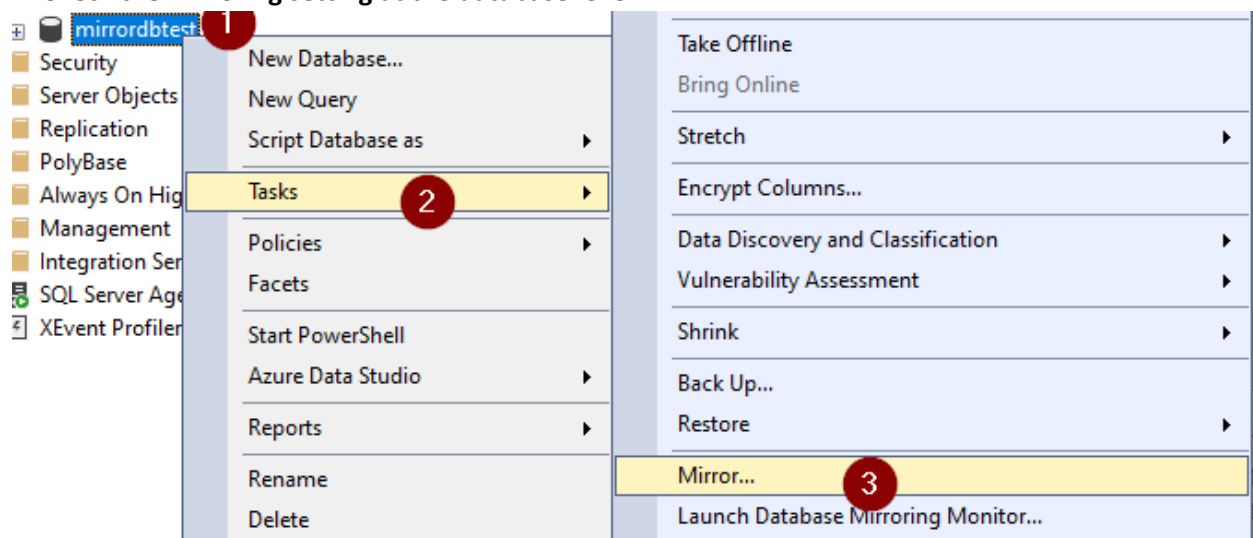 mirrordbtest
1
Security
Server Objects
Replication
PolyBase
Always On Hig
Management
Integration Ser
SQL Server Age
XEvent Profiler
New Database...
New Query
Script Database as
Tasks
2
Policies
Facets
Start PowerShell
Azure Data Studio
Reports
Rename
Delete
Take Offline
Bring Online
Stretch
Encrypt Columns...
Data Discovery and Classification
Vulnerability Assessment
Shrink
Back Up...
Restore
Mirror...
3
Launch Database Mirroring Monitor...